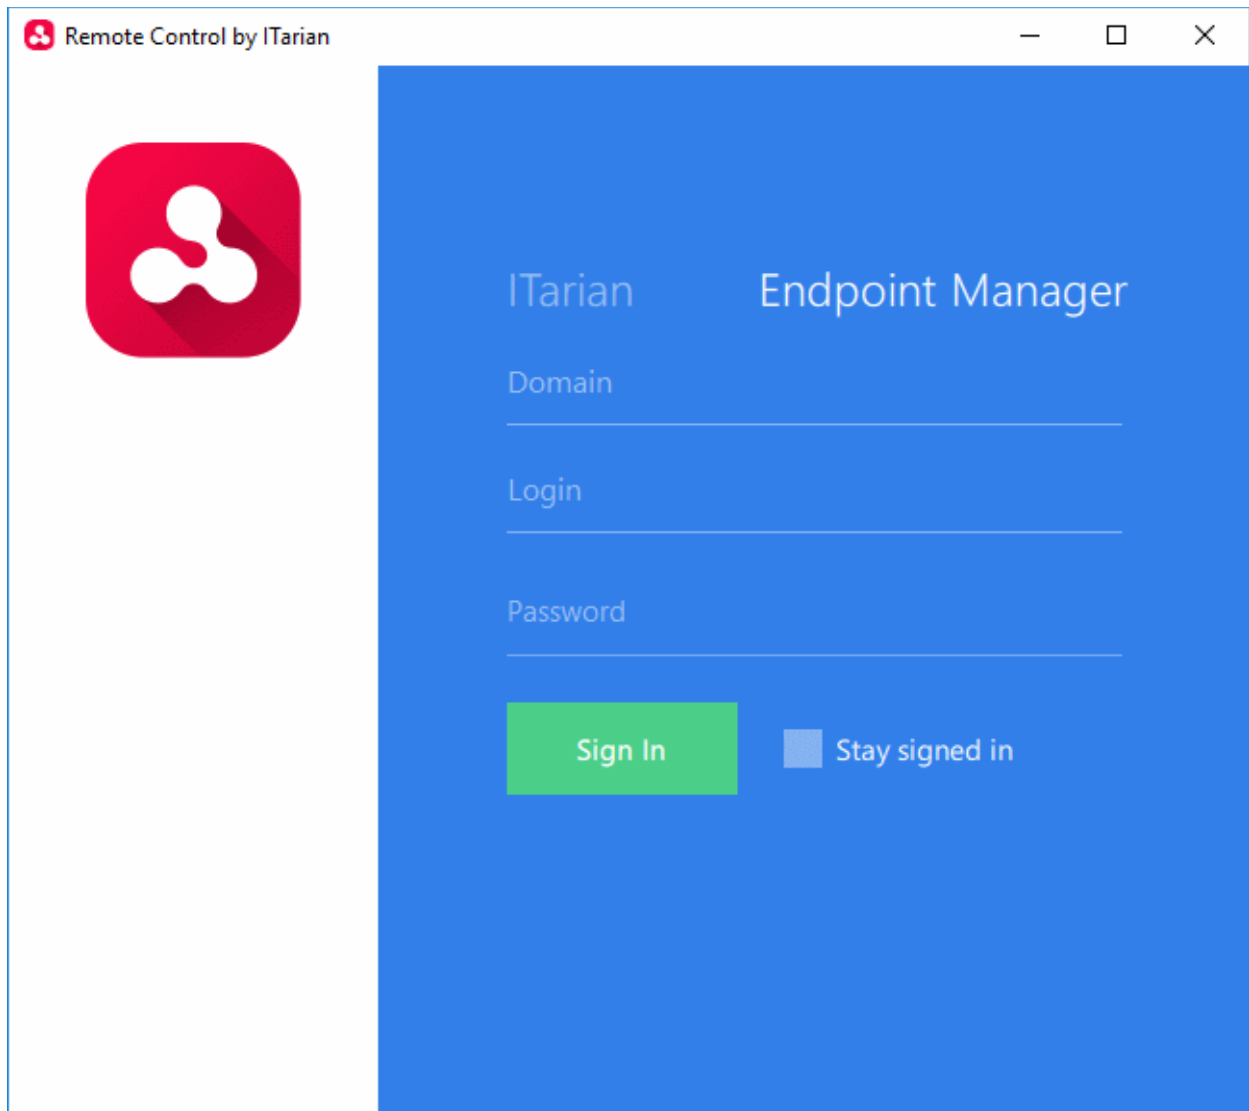 Remote Control by ITarian
ITarian Endpoint Manager
Domain
Login
Password
Sign In Stay signed in